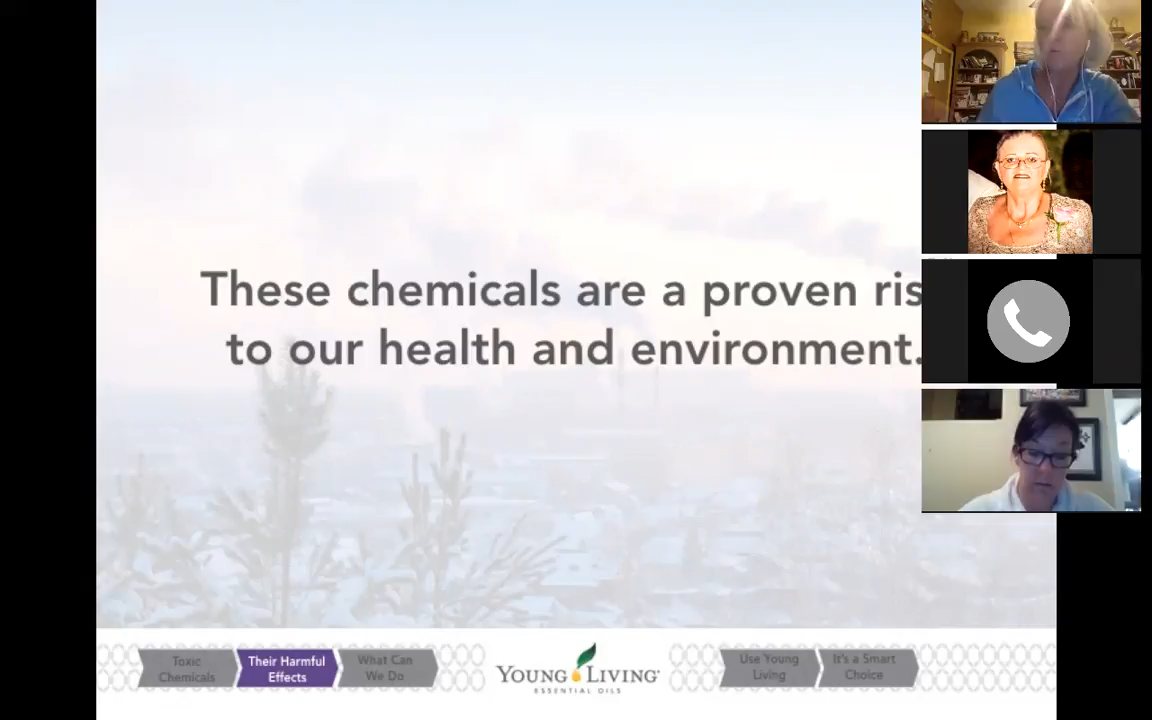 These chemicals are a proven ris
to our health and environment.
Toxic
Chemicals
Their Harmful
Effects
What Can
We Do
YOUNG LIVING
ESSENTIAL OILS
Use Young
Living
It's a Smart
Choice